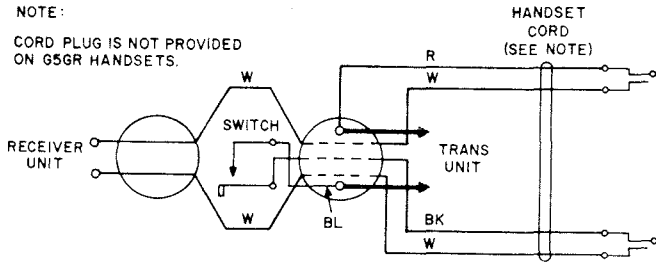 NOTE:
CORD PLUG IS NOT PROVIDED
ON G5GR HANDSETS.
HANDSET
CORD
(SEE NOTE)
R
W
W
SWITCH
RECEIVER
UNIT
TRANS
UNIT
W
BL
BK
W